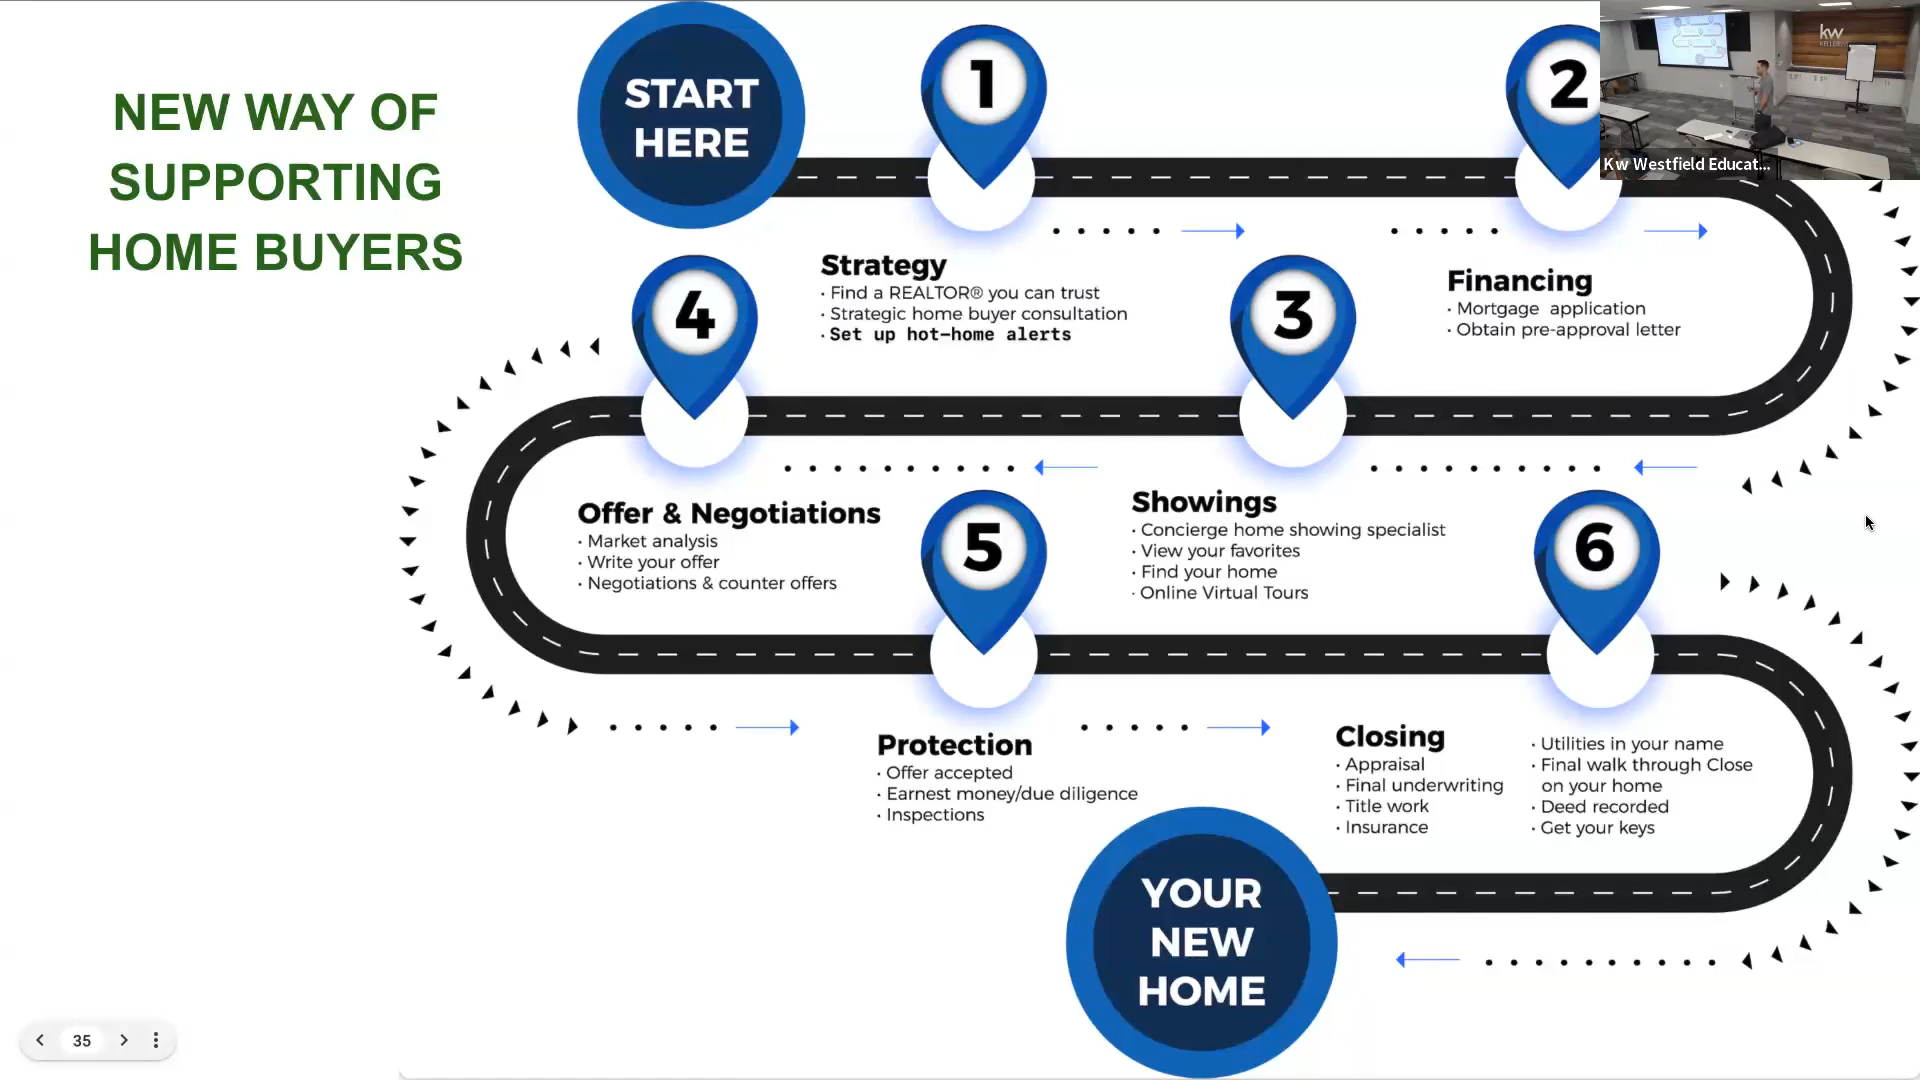 NEW WAY OF
SUPPORTING
HOME BUYERS
START
HERE
1
2
Strategy
· Find a REALTOR® you can trust
· Strategic home buyer consultation
· Set up hot-home alerts
Financing
· Mortgage application
· Obtain pre-approval letter
3
4
Showings
· Concierge home showing specialist
· View your favorites
· Find your home
· Online Virtual Tours
Offer & Negotiations
· Market analysis
· Write your offer
· Negotiations & counter offers
5
6
Protection
· Offer accepted
· Earnest money/due diligence
· Inspections
Closing
· Appraisal
· Final underwriting
· Title work
· Insurance
· Utilities in your name
· Final walk through Close
on your home
· Deed recorded
· Get your keys
YOUR
NEW
HOME
35
kw
Kw Westfield Educat...